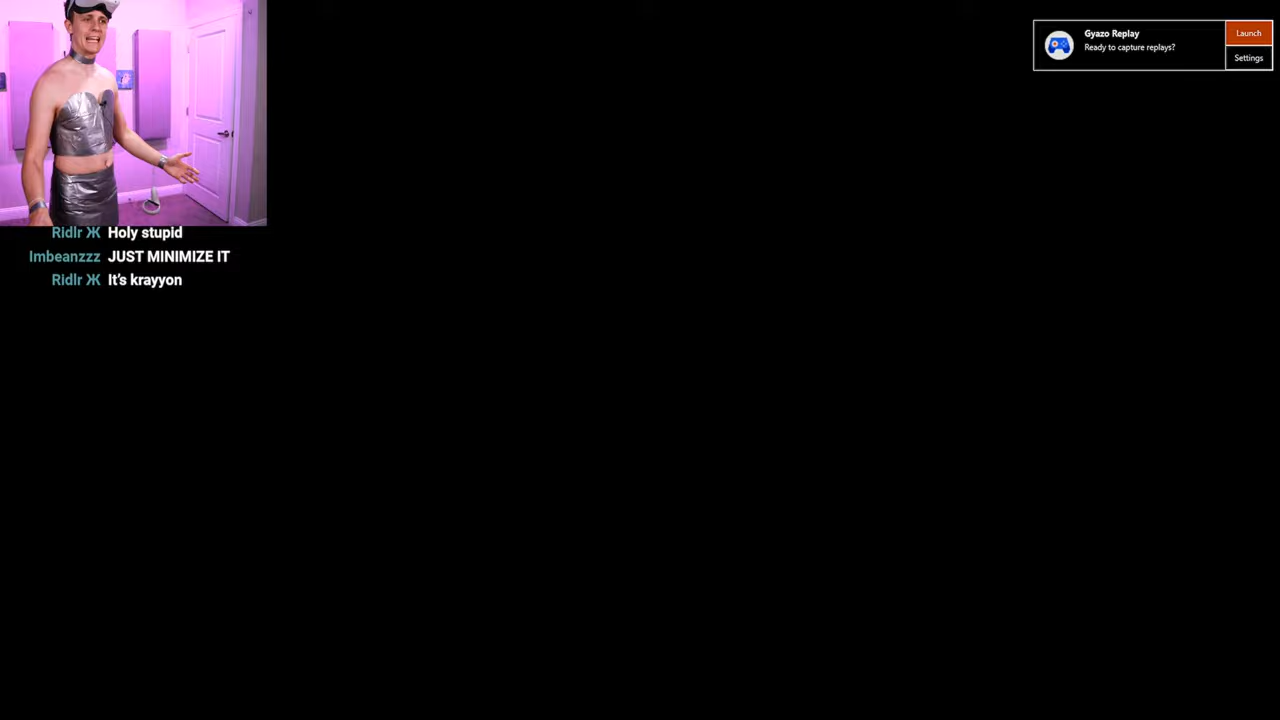 Gyazo Replay
Ready to capture replays?
Launch
Settings
Ridlr Ж Holy stupid
Imbeanzzz JUST MINIMIZE IT
Ridlr Ж It's krayyon